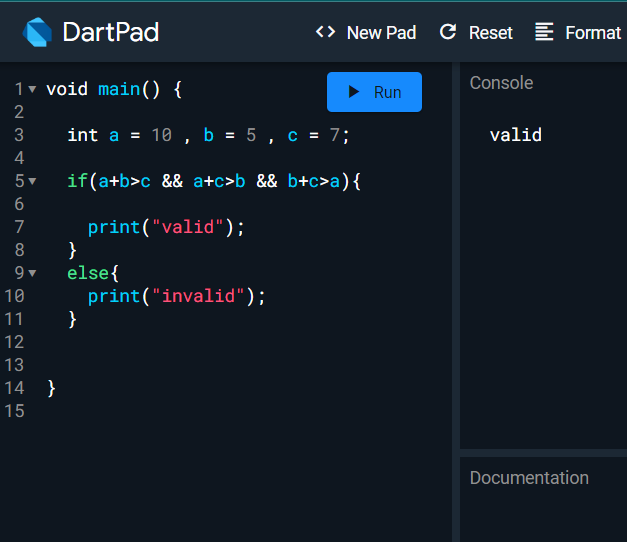 DartPad
<> New Pad
Reset
Format
1 void main() {
Run
2
3 int a = 10 , b = 5 , c = 7;
4
5 if(a+b>c && a+c>b && b+c>a){
6
7 print("valid");
8 }
9 else{
10 print("invalid");
11 }
12
13
14 }
15
Console
valid
Documentation